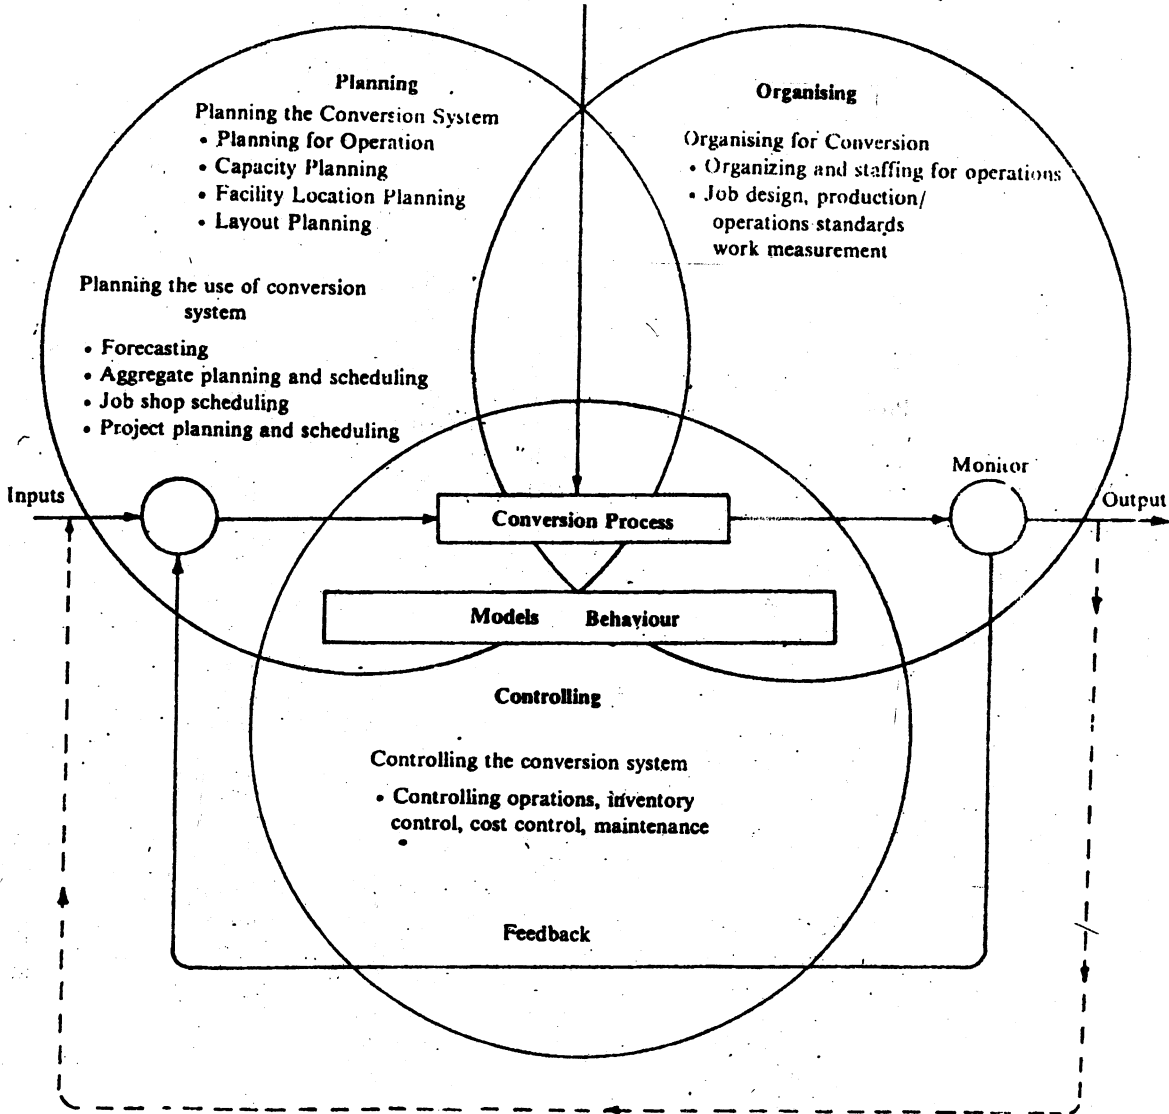 Planning
Planning the Conversion System
• Planning for Operation
• Capacity Planning
• Facility Location Planning
• Layout Planning
Planning the use of conversion
system
• Forecasting
• Aggregate planning and scheduling
• Job shop scheduling
• Project planning and scheduling
Organising
Organising for Conversion
• Organizing and staffing for operations
• Job design, production/
operations standards
work measurement
Inputs
Conversion Process
Monitor
Output
Models Behaviour
Controlling
Controlling the conversion system
• Controlling oprations, inventory
control, cost control, maintenance
Feedback